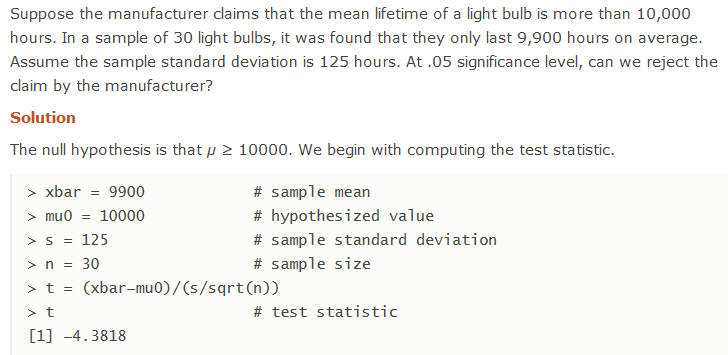 Suppose the manufacturer claims that the mean lifetime of a light bulb is more than 10,000
hours. In a sample of 30 light bulbs, it was found that they only last 9,900 hours on average.
Assume the sample standard deviation is 125 hours. At .05 significance level, can we reject the
claim by the manufacturer?
Solution
The null hypothesis is that μ ≥ 10000. We begin with computing the test statistic.
> xbar = 9900 # sample mean
> mu0 = 10000 # hypothesized value
> s = 125 # sample standard deviation
> n = 30 # sample size
> t = (xbar−mu0)/(s/sqrt(n))
> t # test statistic
[1] −4.3818